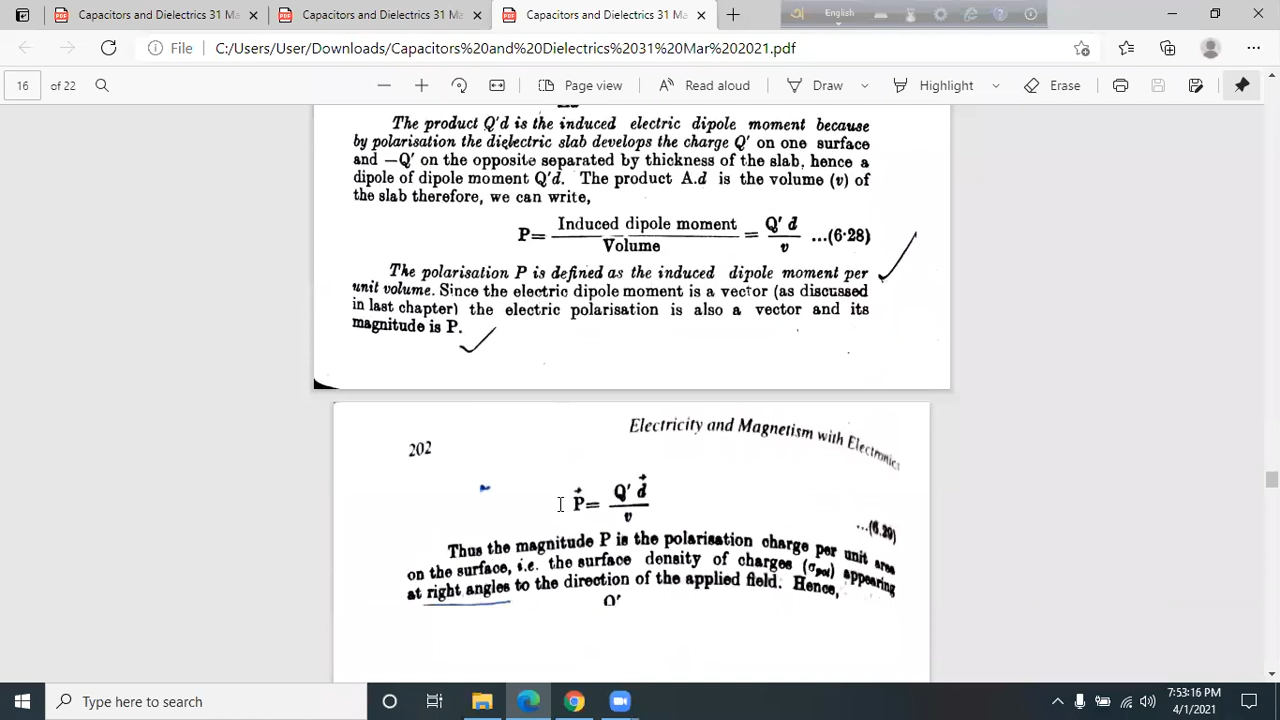 Capacitors and Dielectrics 31 Ma
Capacitors and Dielectrics 31 M
Capacitors and Dielectrics 31 Ma
English
File
C:/Users/User/Downloads/Capacitors%20and%20Dielectrics%2031%20Mar%202021.pdf
16 of 22
Page view
Read aloud
Draw
Highlight
Erase
The product Q'd is the induced electric dipole moment because
by polarisation the dielectric slab develops the charge Q' on one surface
and —Q' on the opposite separated by thickness of the slab, hence a
dipole of dipole moment Q'd. The product A.d is the volume (v) of
the slab therefore, we can write,
P= Induced dipole moment / Volume = Q' d / v ...(6·28)
The polarisation P is defined as the induced dipole moment per
unit volume. Since the electric dipole moment is a vector (as discussed
in last chapter) the electric polarisation is also a vector and its
magnitude is P.
202
Electricity and Magnetism with Electronics
P⃗= Q' d⃗ / v
...(6.29)
Thus the magnitude P is the polarisation charge per unit area
on the surface, i.e. the surface density of charges (σpol) appearing
at right angles to the direction of the applied field. Hence,
Q'
Type here to search
7:53:16 PM
4/1/2021